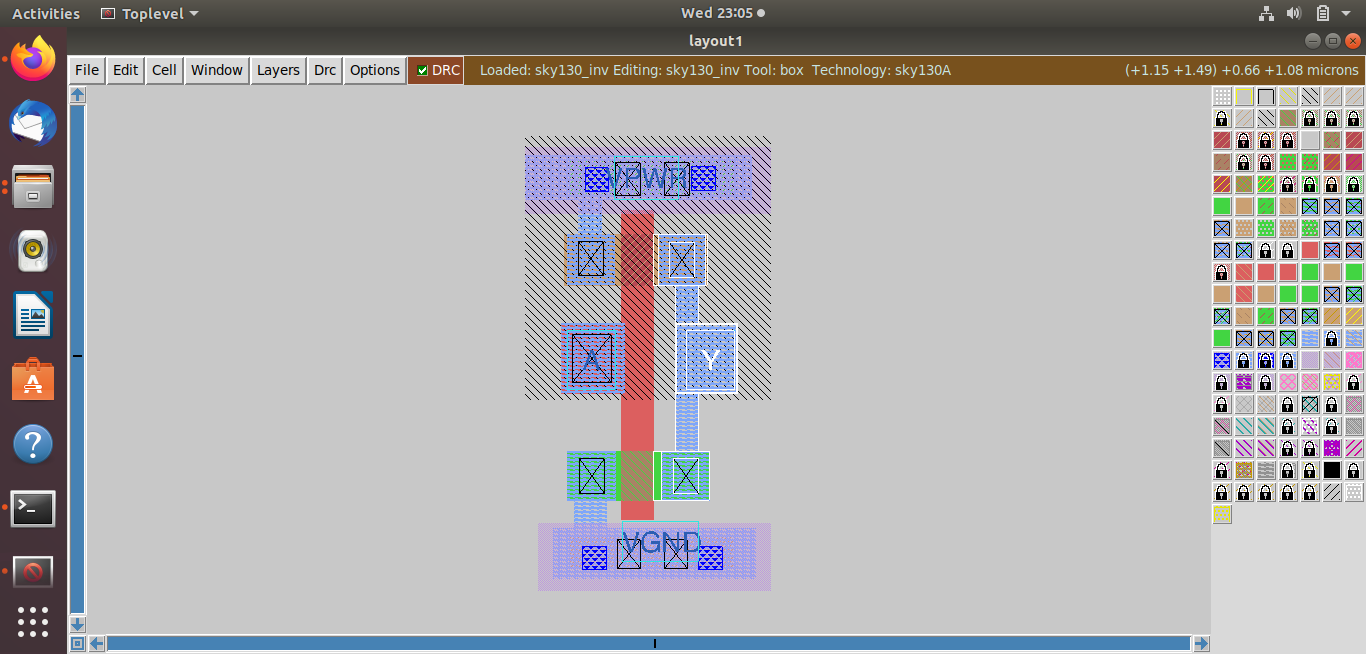 Activities Toplevel Wed 23:05
layout1
File Edit Cell Window Layers Drc Options DRC Loaded: sky130_inv Editing: sky130_inv Tool: box Technology: sky130A (+1.15 +1.49) +0.66 +1.08 microns
VPWR
A Y
VGND